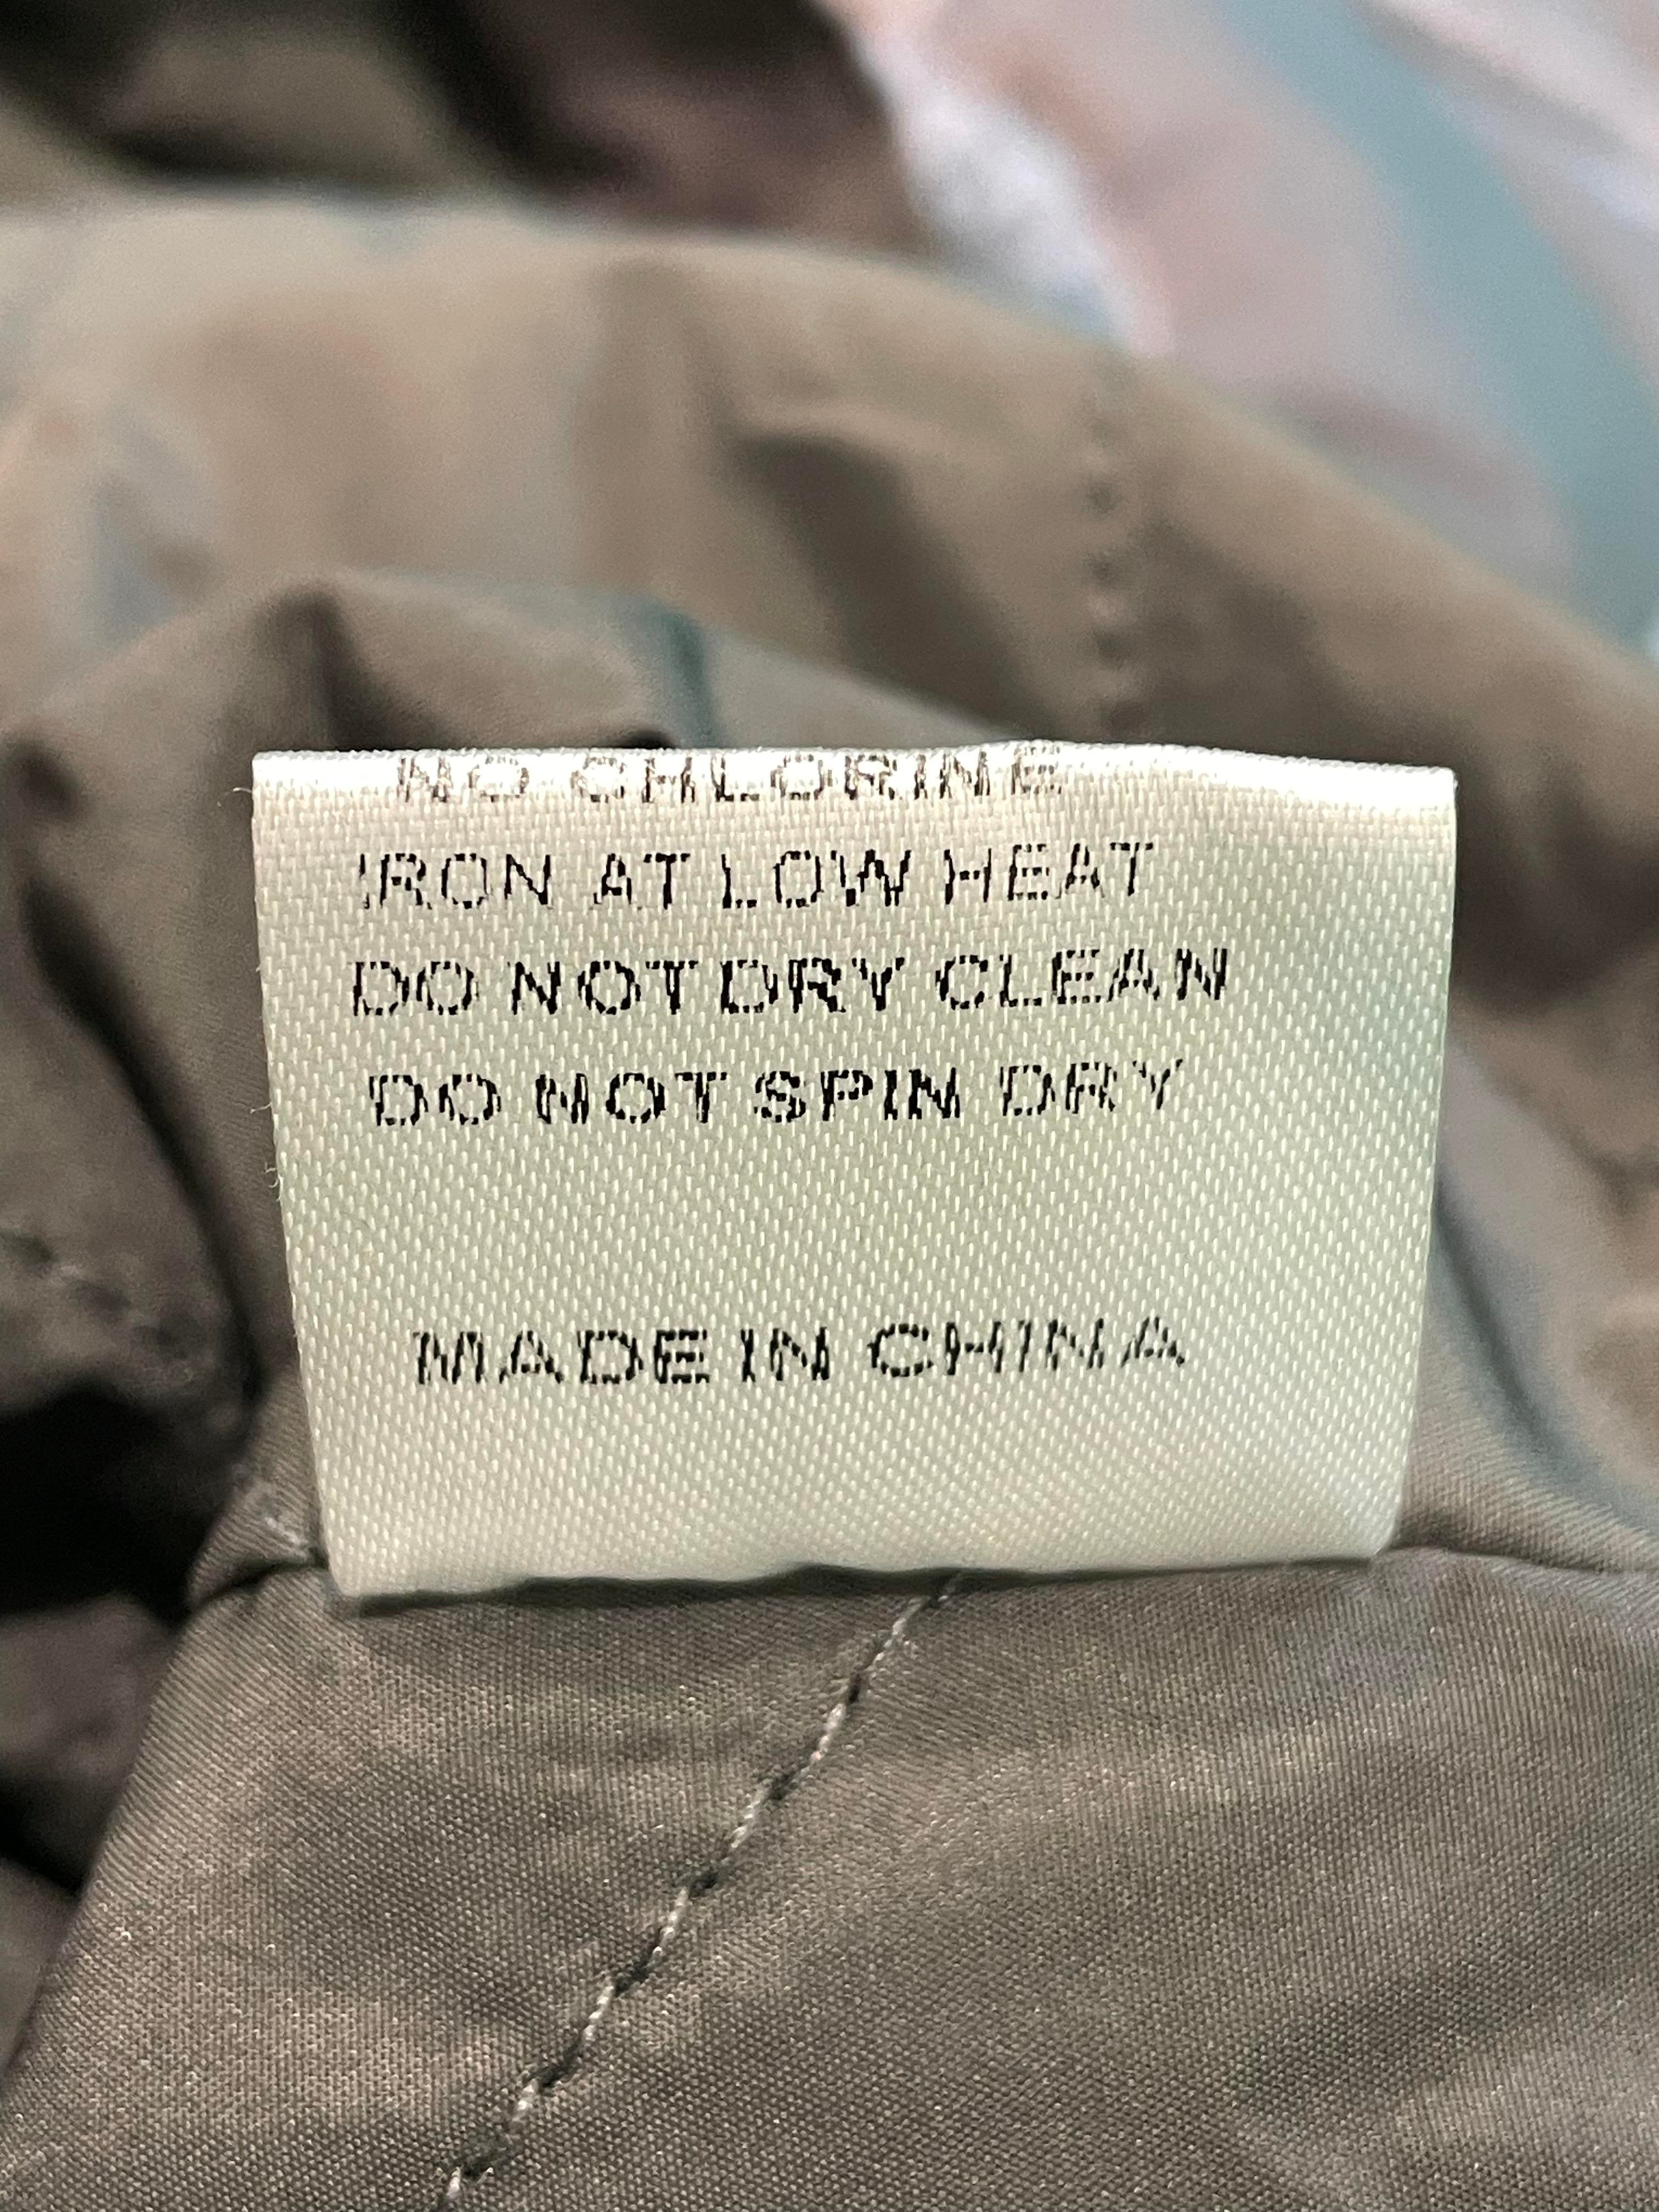 NO CHLORINE
IRON AT LOW HEAT
DO NOT DRY CLEAN
DO NOT SPIN DRY
MADE IN CHINA